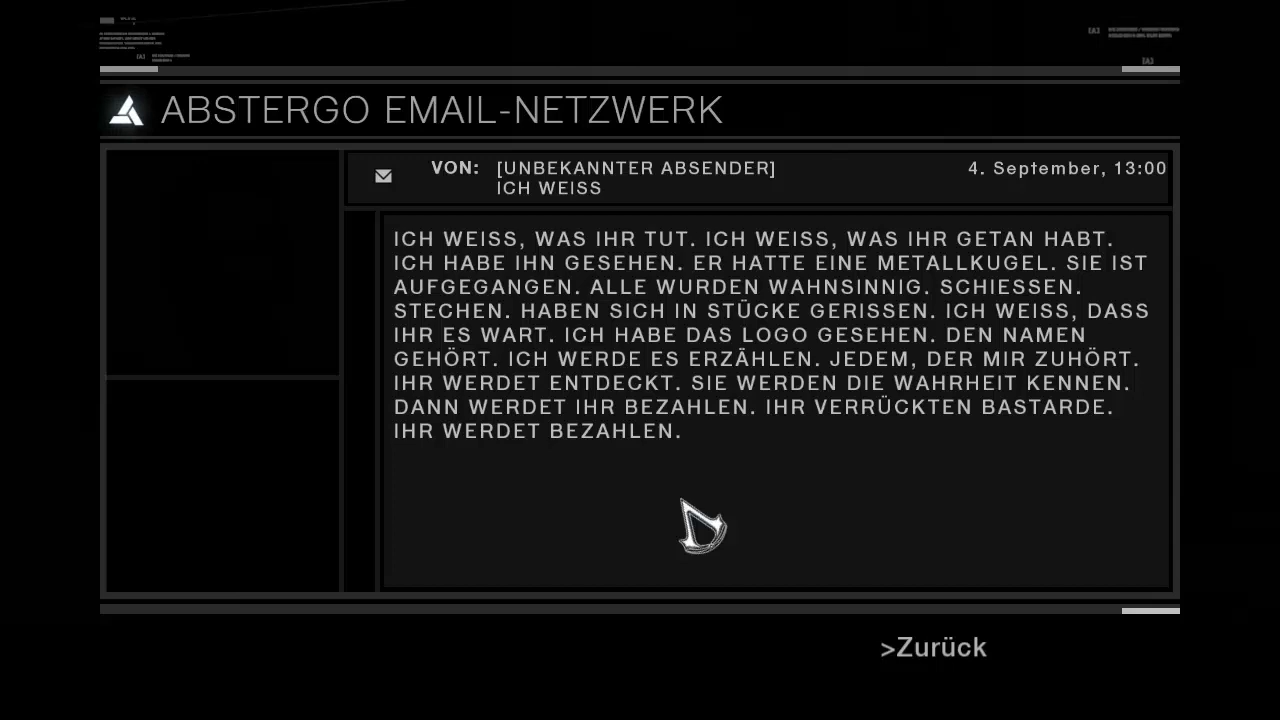 ABSTERGO EMAIL-NETZWERK
VON: [UNBEKANNTER ABSENDER] 4. September, 13:00
ICH WEISS
ICH WEISS, WAS IHR TUT. ICH WEISS, WAS IHR GETAN HABT.
ICH HABE IHN GESEHEN. ER HATTE EINE METALLKUGEL. SIE IST
AUFGEGANGEN. ALLE WURDEN WAHNSINNIG. SCHIESSEN.
STECHEN. HABEN SICH IN STÜCKE GERISSEN. ICH WEISS, DASS
IHR ES WART. ICH HABE DAS LOGO GESEHEN. DEN NAMEN
GEHÖRT. ICH WERDE ES ERZÄHLEN. JEDEM, DER MIR ZUHÖRT.
IHR WERDET ENTDECKT. SIE WERDEN DIE WAHRHEIT KENNEN.
DANN WERDET IHR BEZAHLEN. IHR VERRÜCKTEN BASTARDE.
IHR WERDET BEZAHLEN.
>Zurück